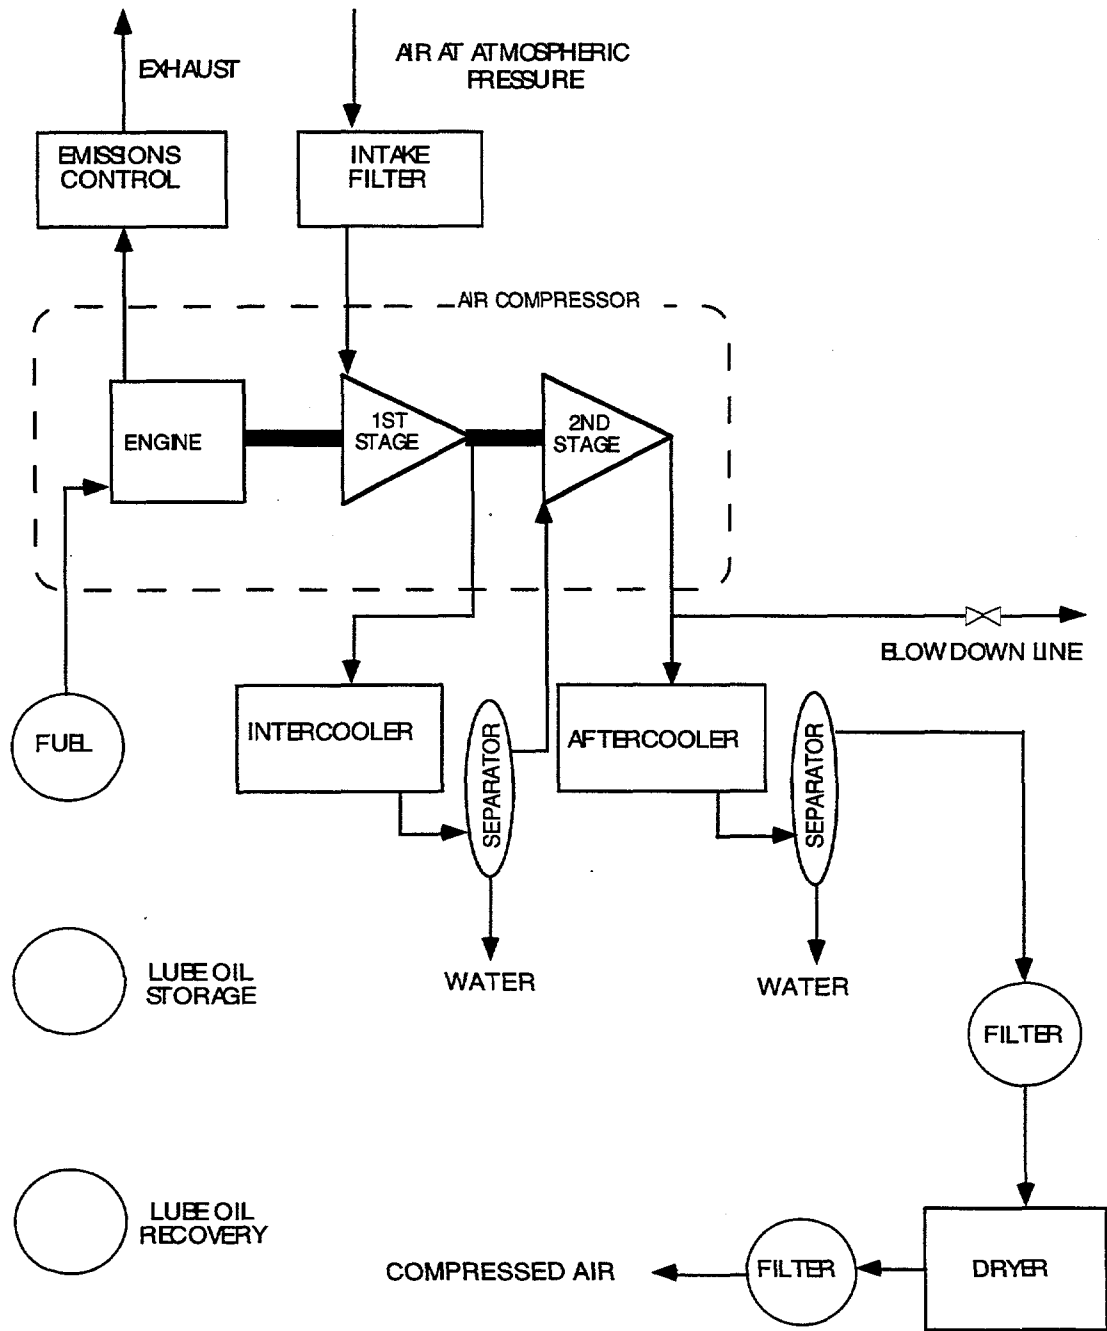 EXHAUST
AIR AT ATMOSPHERIC
PRESSURE
EMISSIONS
CONTROL
INTAKE
FILTER
AIR COMPRESSOR
ENGINE
1ST
STAGE
2ND
STAGE
BLOWDOWN LINE
FUEL
INTERCOOLER
SEPARATOR
AFTERCOOLER
SEPARATOR
WATER
WATER
LUBE OIL
STORAGE
FILTER
LUBE OIL
RECOVERY
COMPRESSED AIR
FILTER
DRYER